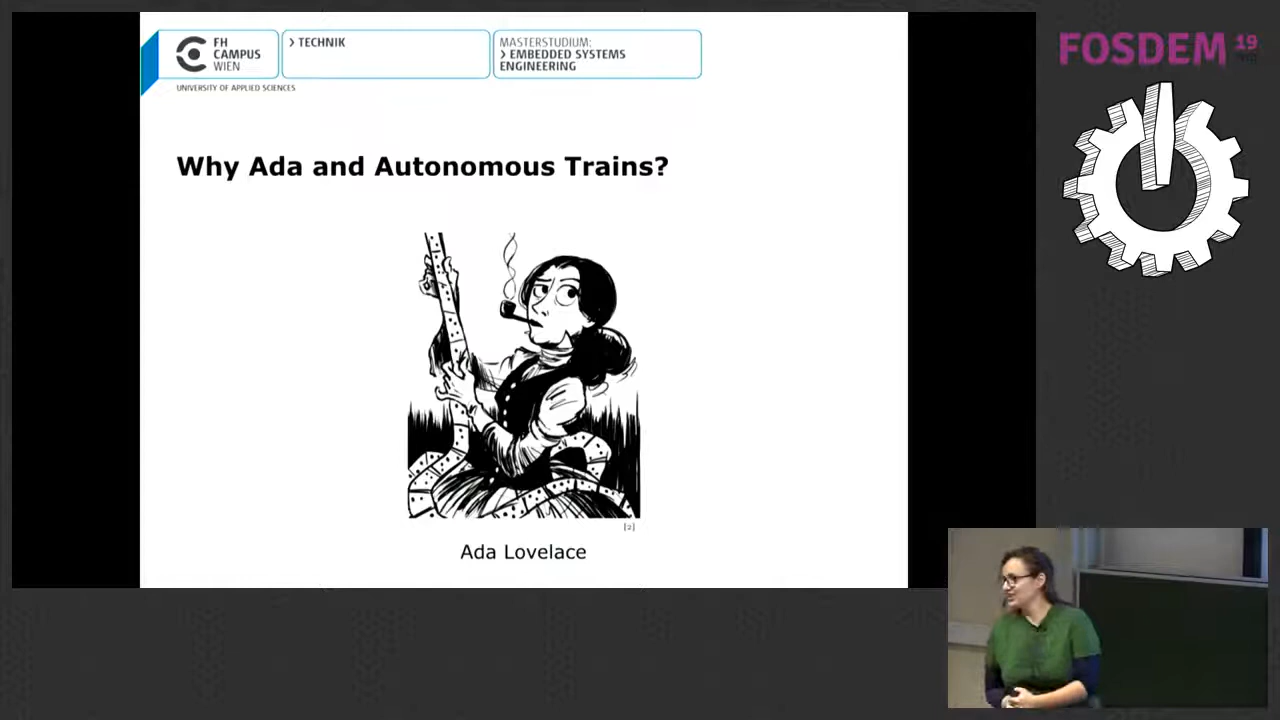 FH
CAMPUS
WIEN
> TECHNIK
MASTERSTUDIUM:
> EMBEDDED SYSTEMS
ENGINEERING
UNIVERSITY OF APPLIED SCIENCES
Why Ada and Autonomous Trains?
[2]
Ada Lovelace
FOSDEM 19